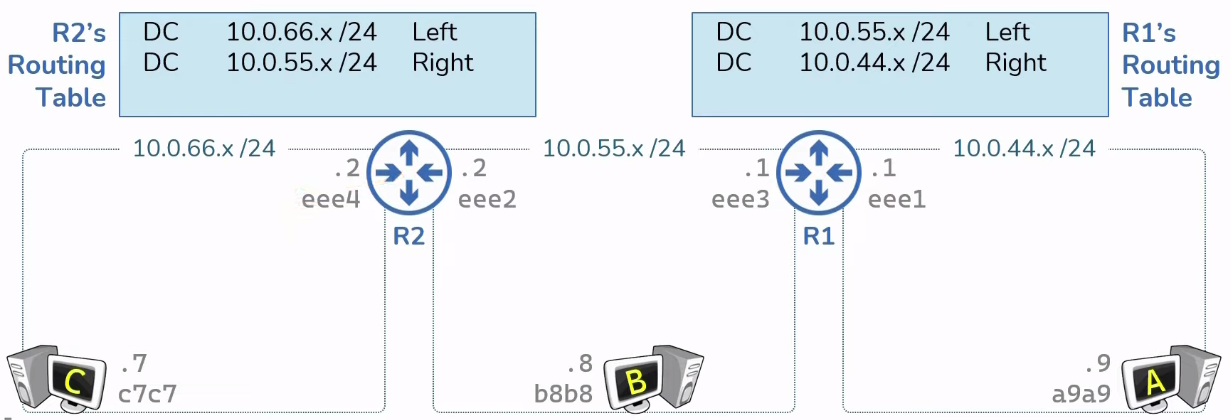 R2's
Routing
Table
DC 10.0.66.x /24 Left
DC 10.0.55.x /24 Right
DC 10.0.55.x /24 Left
DC 10.0.44.x /24 Right
R1's
Routing
Table
10.0.66.x /24
10.0.55.x /24
10.0.44.x /24
.2
eee4
.2
eee2
R2
.1
eee3
.1
eee1
R1
C
.7
c7c7
.8
b8b8
B
.9
a9a9
A